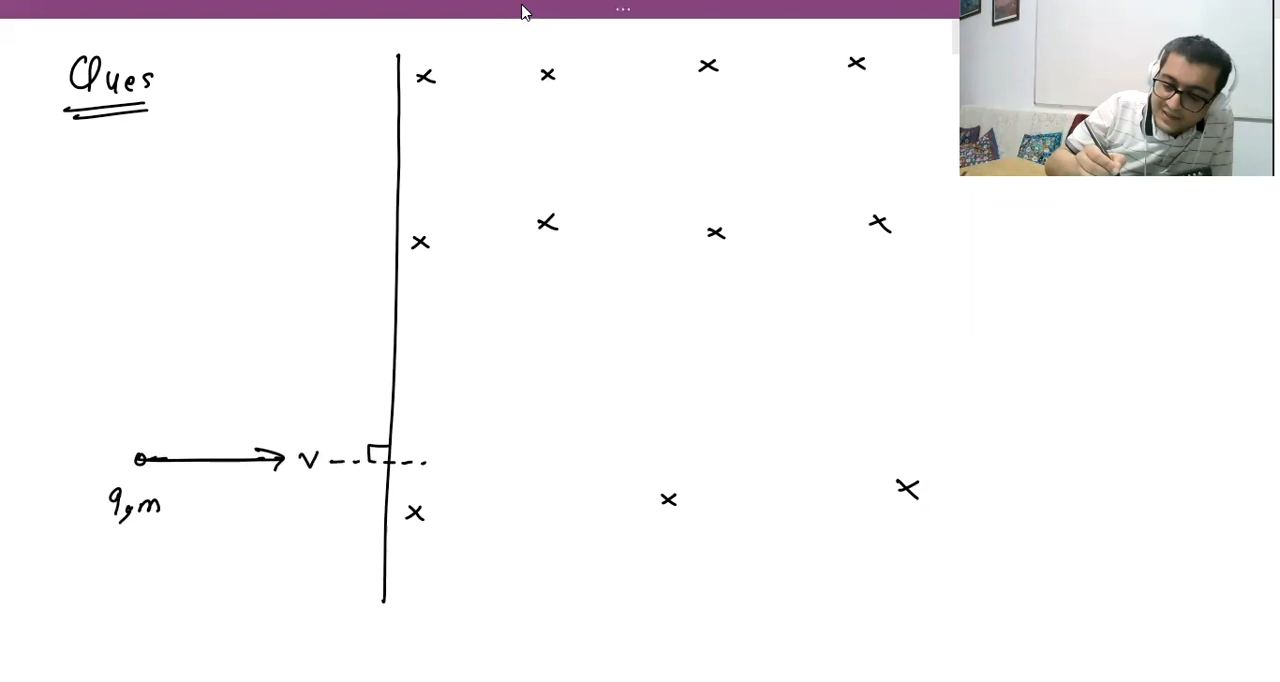 Ques
x x x x
x x x x
v
q, m
x x x